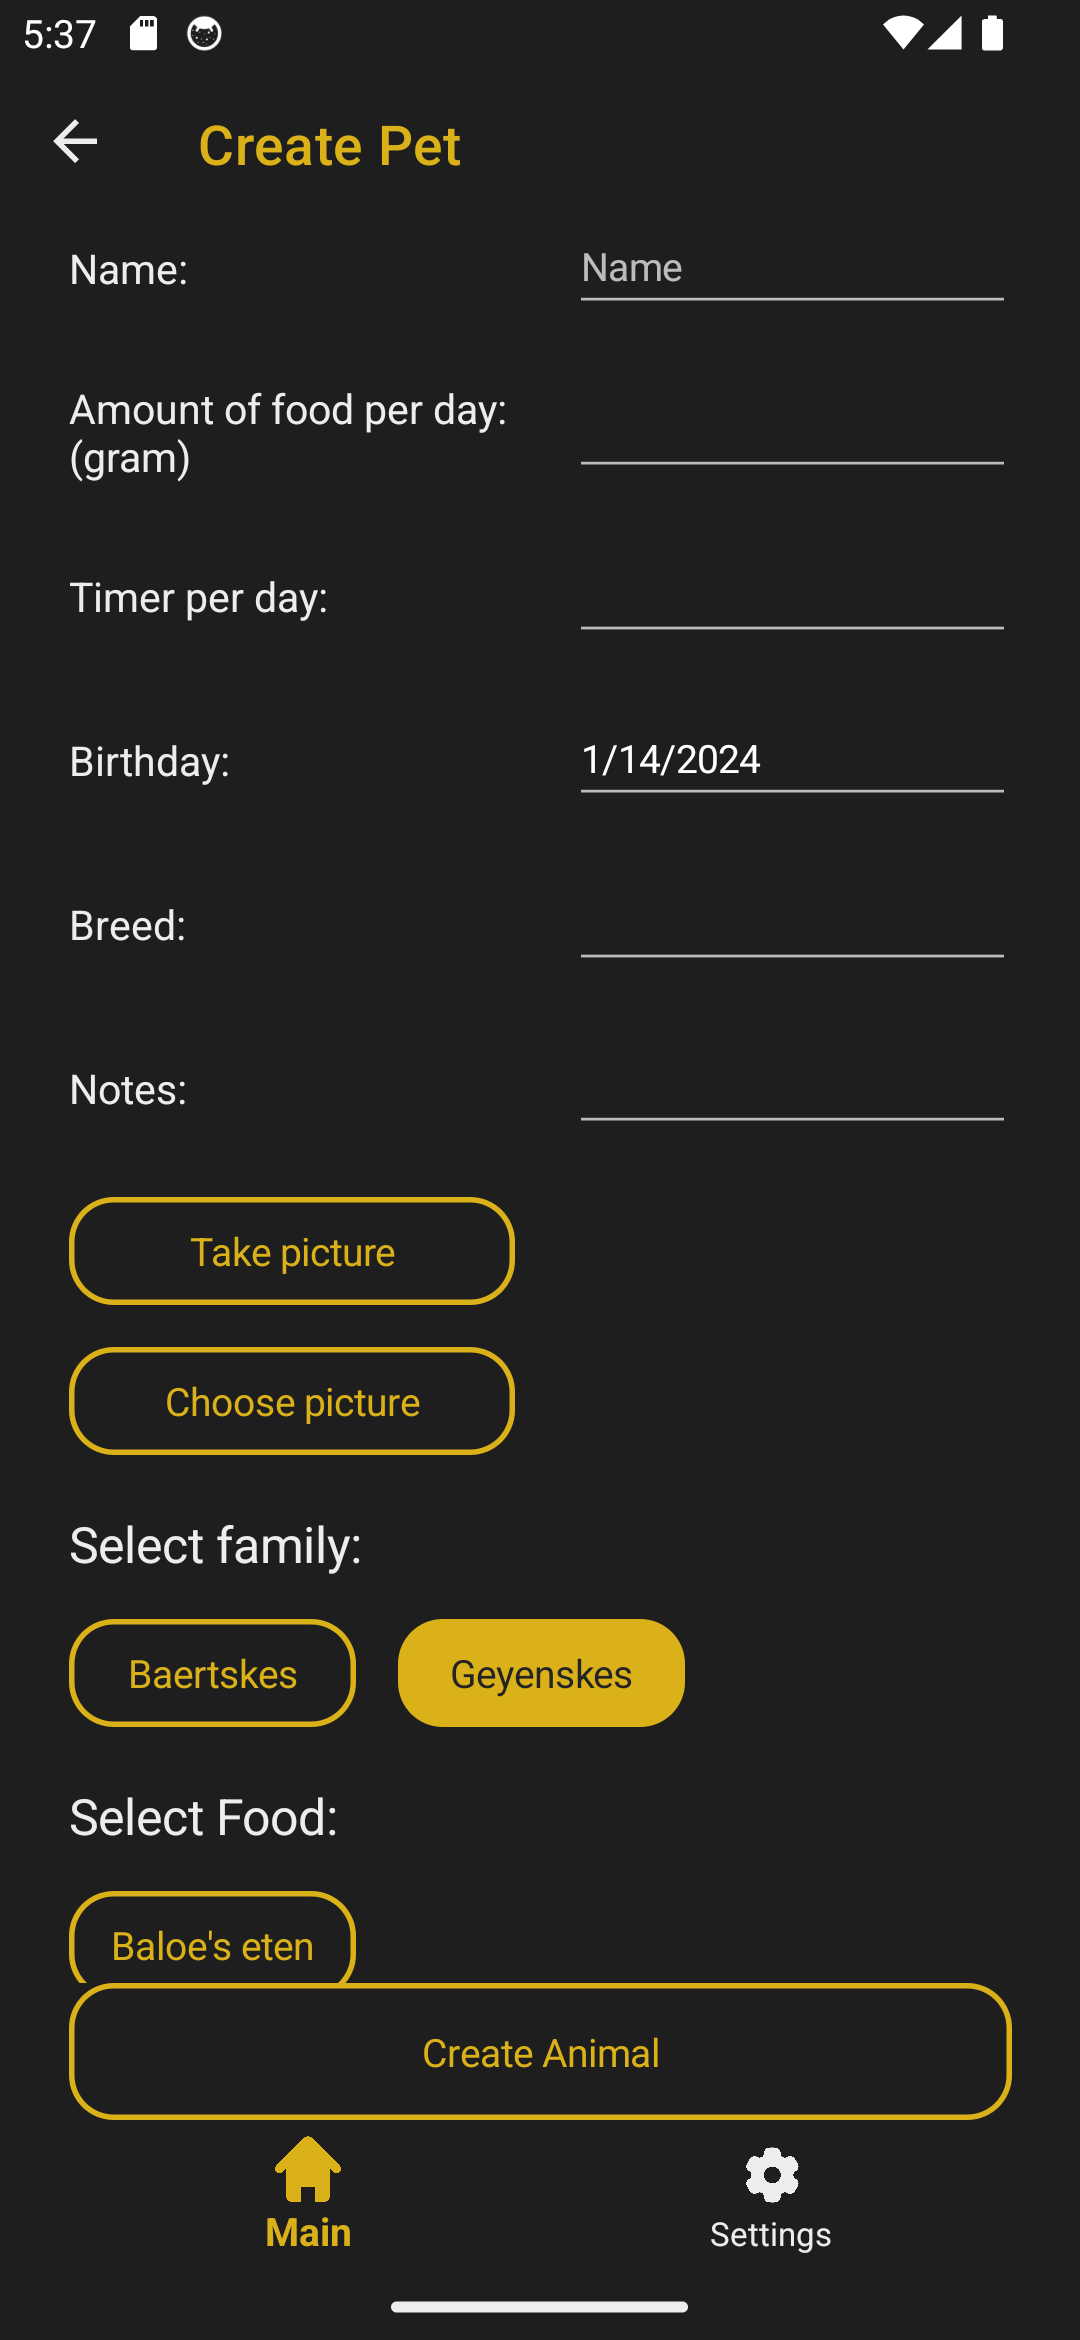 5:37
Create Pet
Name: Name
Amount of food per day:
(gram)
Timer per day:
Birthday: 1/14/2024
Breed:
Notes:
Take picture
Choose picture
Select family:
Baertskes Geyenskes
Select Food:
Baloe's eten
Create Animal
Main Settings